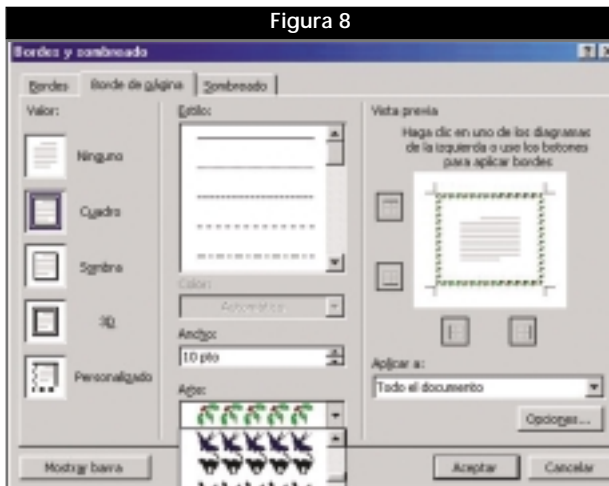 Figura 8
Bordes y sombreado
Bordes
Borde de página
Sombreado
Valor:
Ninguno
Cuadro
Sombra
3D
Personalizado
Estilo:
Color:
Automático
Ancho:
10 pto
Arte:
Vista previa
Haga clic en uno de los diagramas
de la izquierda o use los botones
para aplicar bordes
Aplicar a:
Todo el documento
Opciones...
Mostrar barra
Aceptar
Cancelar